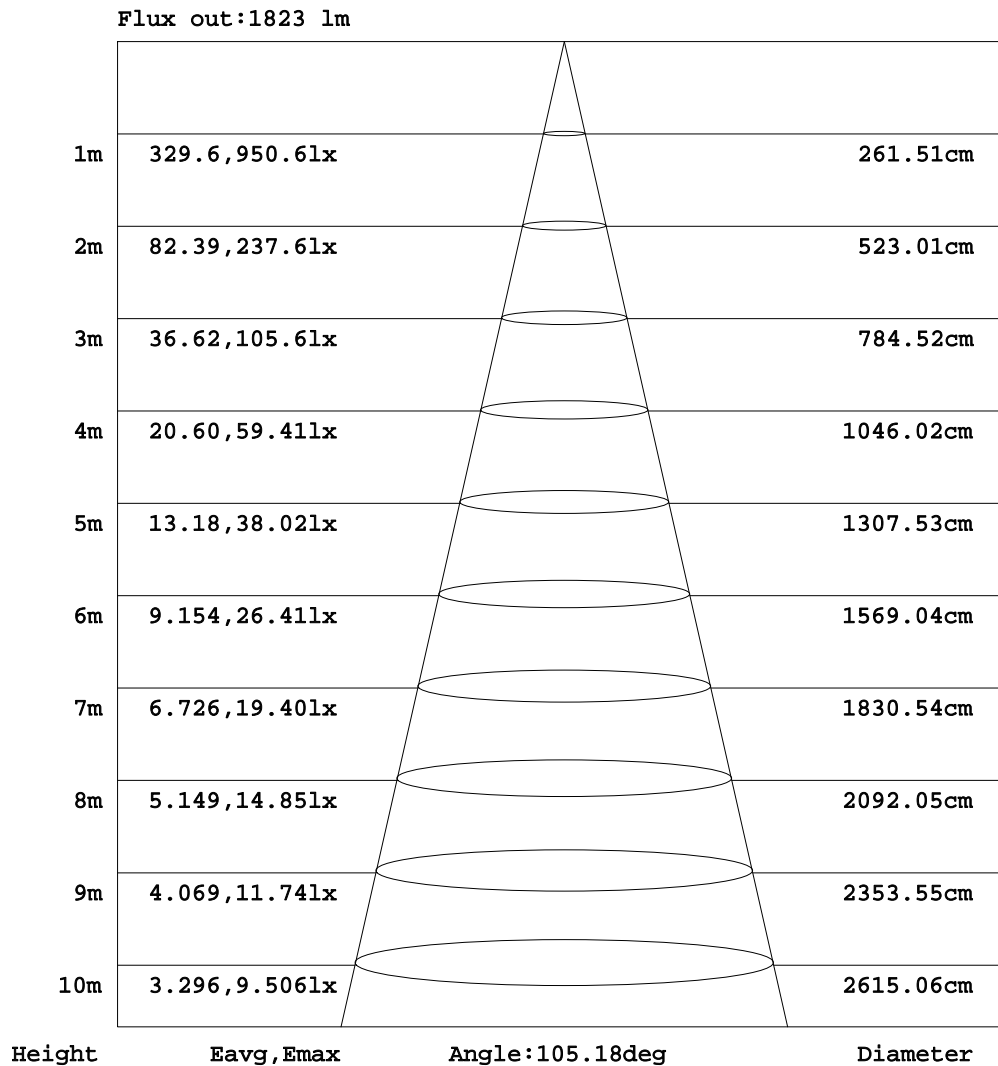 Flux out:1823 lm
1m 329.6,950.6lx 261.51cm
2m 82.39,237.6lx 523.01cm
3m 36.62,105.6lx 784.52cm
4m 20.60,59.41lx 1046.02cm
5m 13.18,38.02lx 1307.53cm
6m 9.154,26.41lx 1569.04cm
7m 6.726,19.40lx 1830.54cm
8m 5.149,14.85lx 2092.05cm
9m 4.069,11.74lx 2353.55cm
10m 3.296,9.506lx 2615.06cm
Height Eavg,Emax Angle:105.18deg Diameter